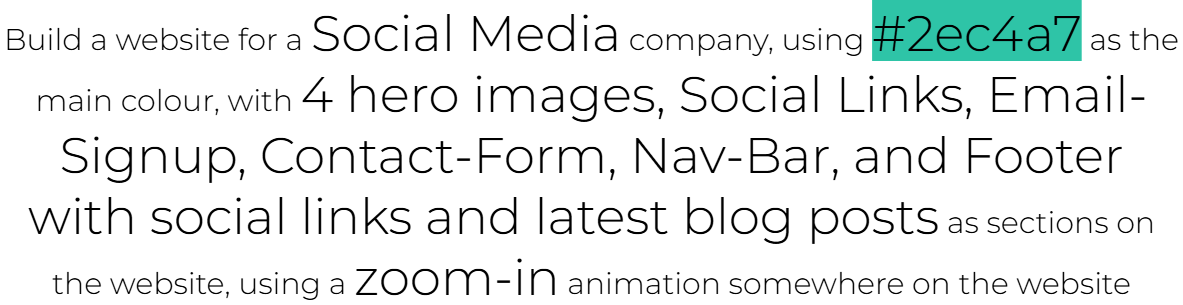 Build a website for a Social Media company, using #2ec4a7 as the
main colour, with 4 hero images, Social Links, Email-
Signup, Contact-Form, Nav-Bar, and Footer
with social links and latest blog posts as sections on
the website, using a zoom-in animation somewhere on the website